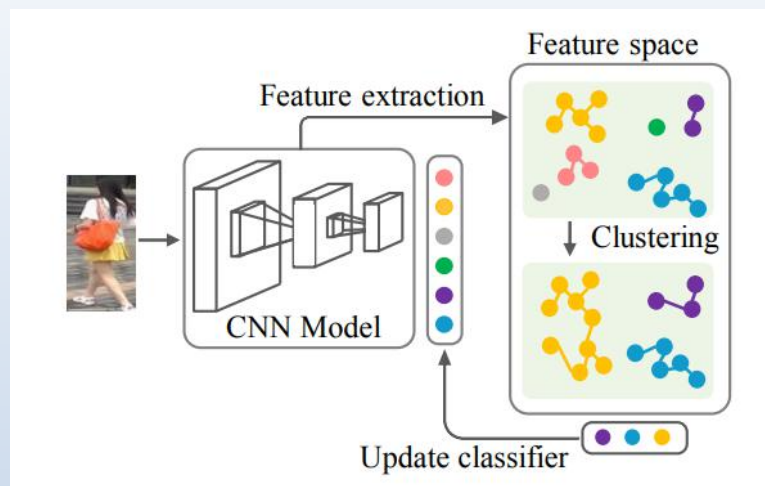 Feature space
Feature extraction
Clustering
CNN Model
Update classifier